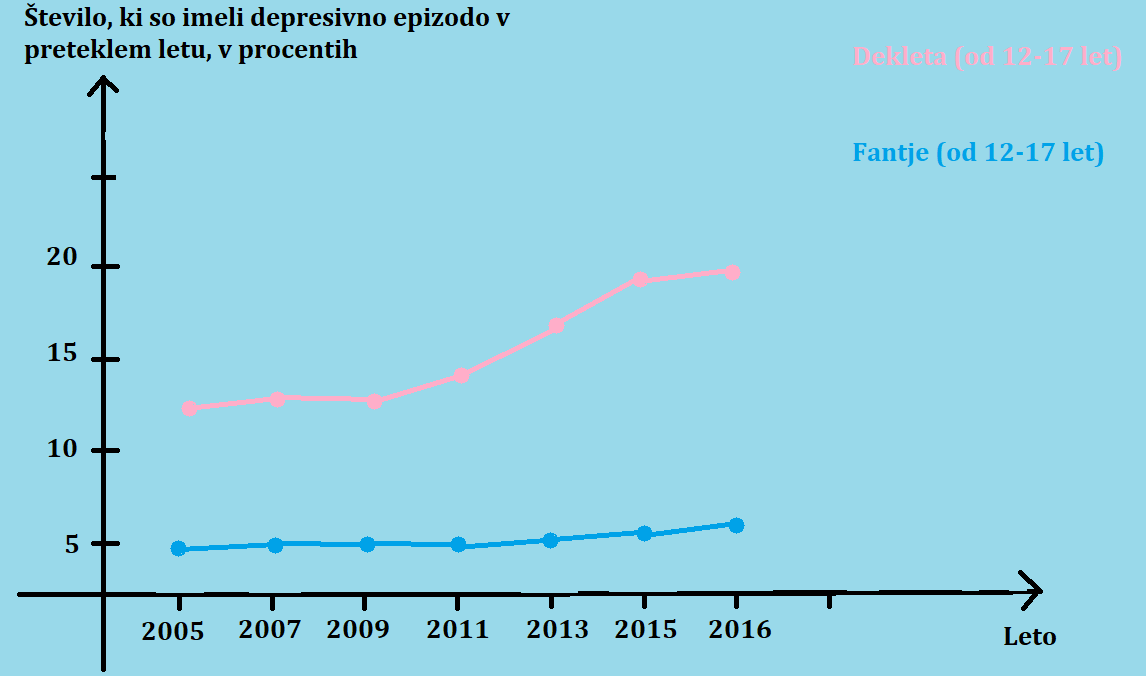 Število, ki so imeli depresivno epizodo v
preteklem letu, v procentih
Dekleta (od 12-17 let)
Fantje (od 12-17 let)
20
15
10
5
2005 2007 2009 2011 2013 2015 2016
Leto